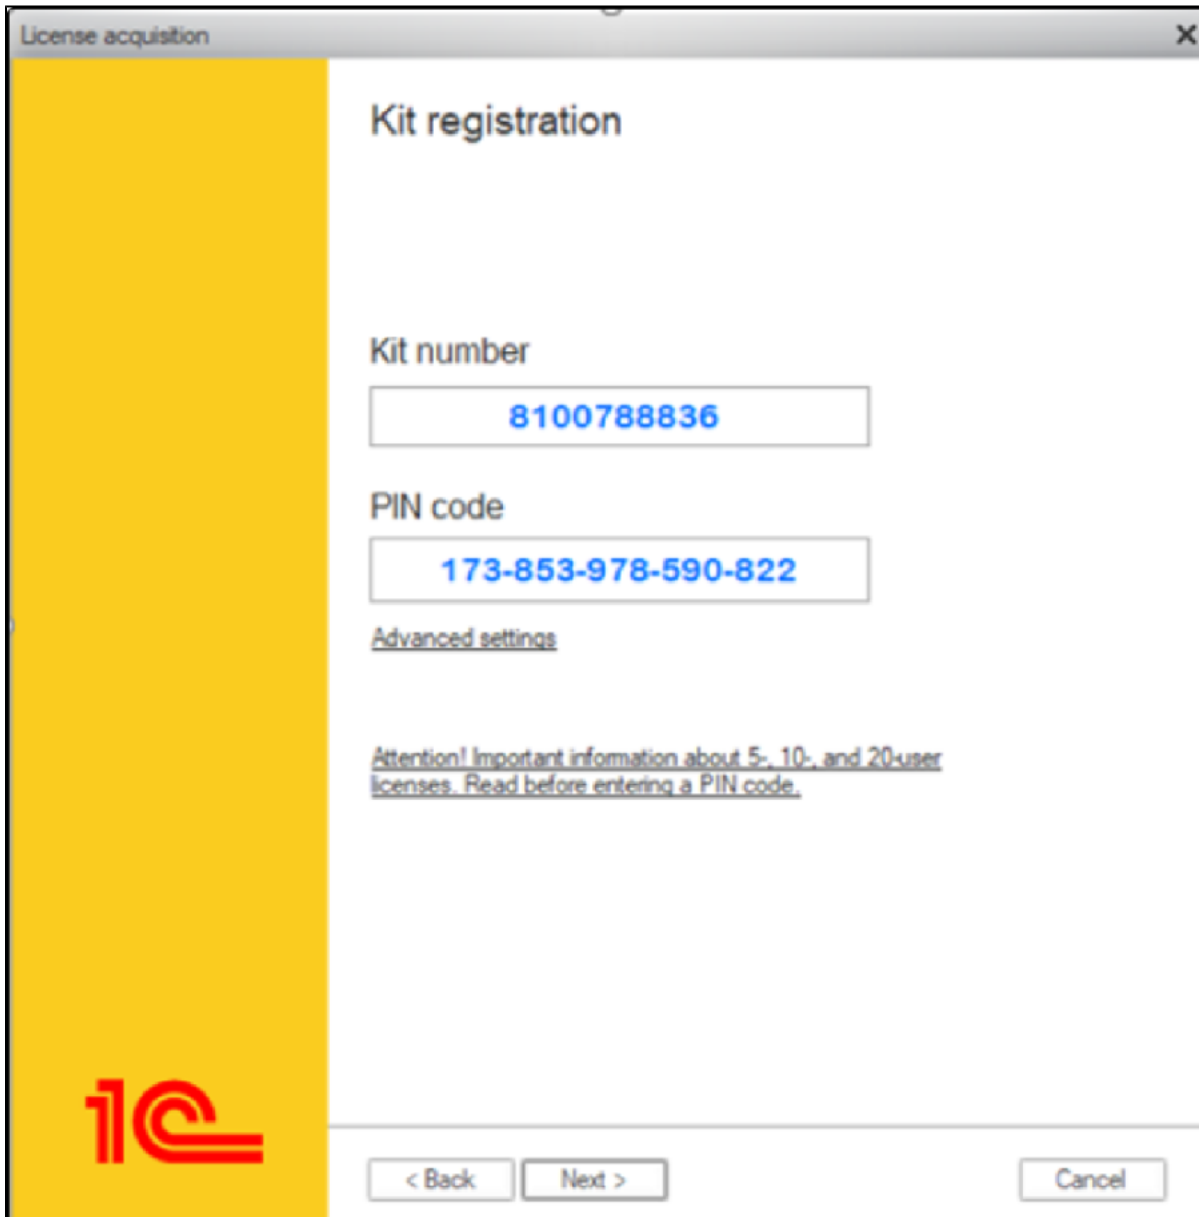 License acquisition
Kit registration
Kit number
8100788836
PIN code
173-853-978-590-822
Advanced settings
Attention! Important information about 5-, 10-, and 20-user
licenses. Read before entering a PIN code.
1C
< Back
Next >
Cancel